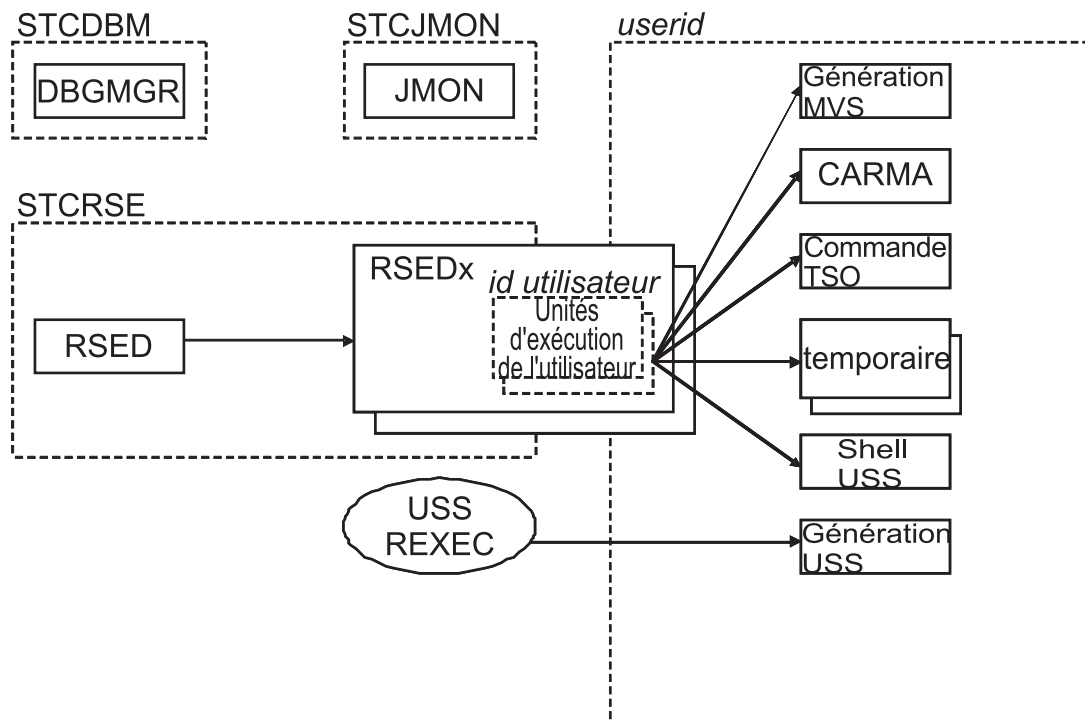 STCDBM
DBGMGR
STCJMON
JMON
userid
Génération
MVS
CARMA
Commande
TSO
temporaire
Shell
USS
Génération
USS
STCRSE
RSED
RSEDx
id utilisateur
Unités
d'exécution
de l'utilisateur
USS
REXEC